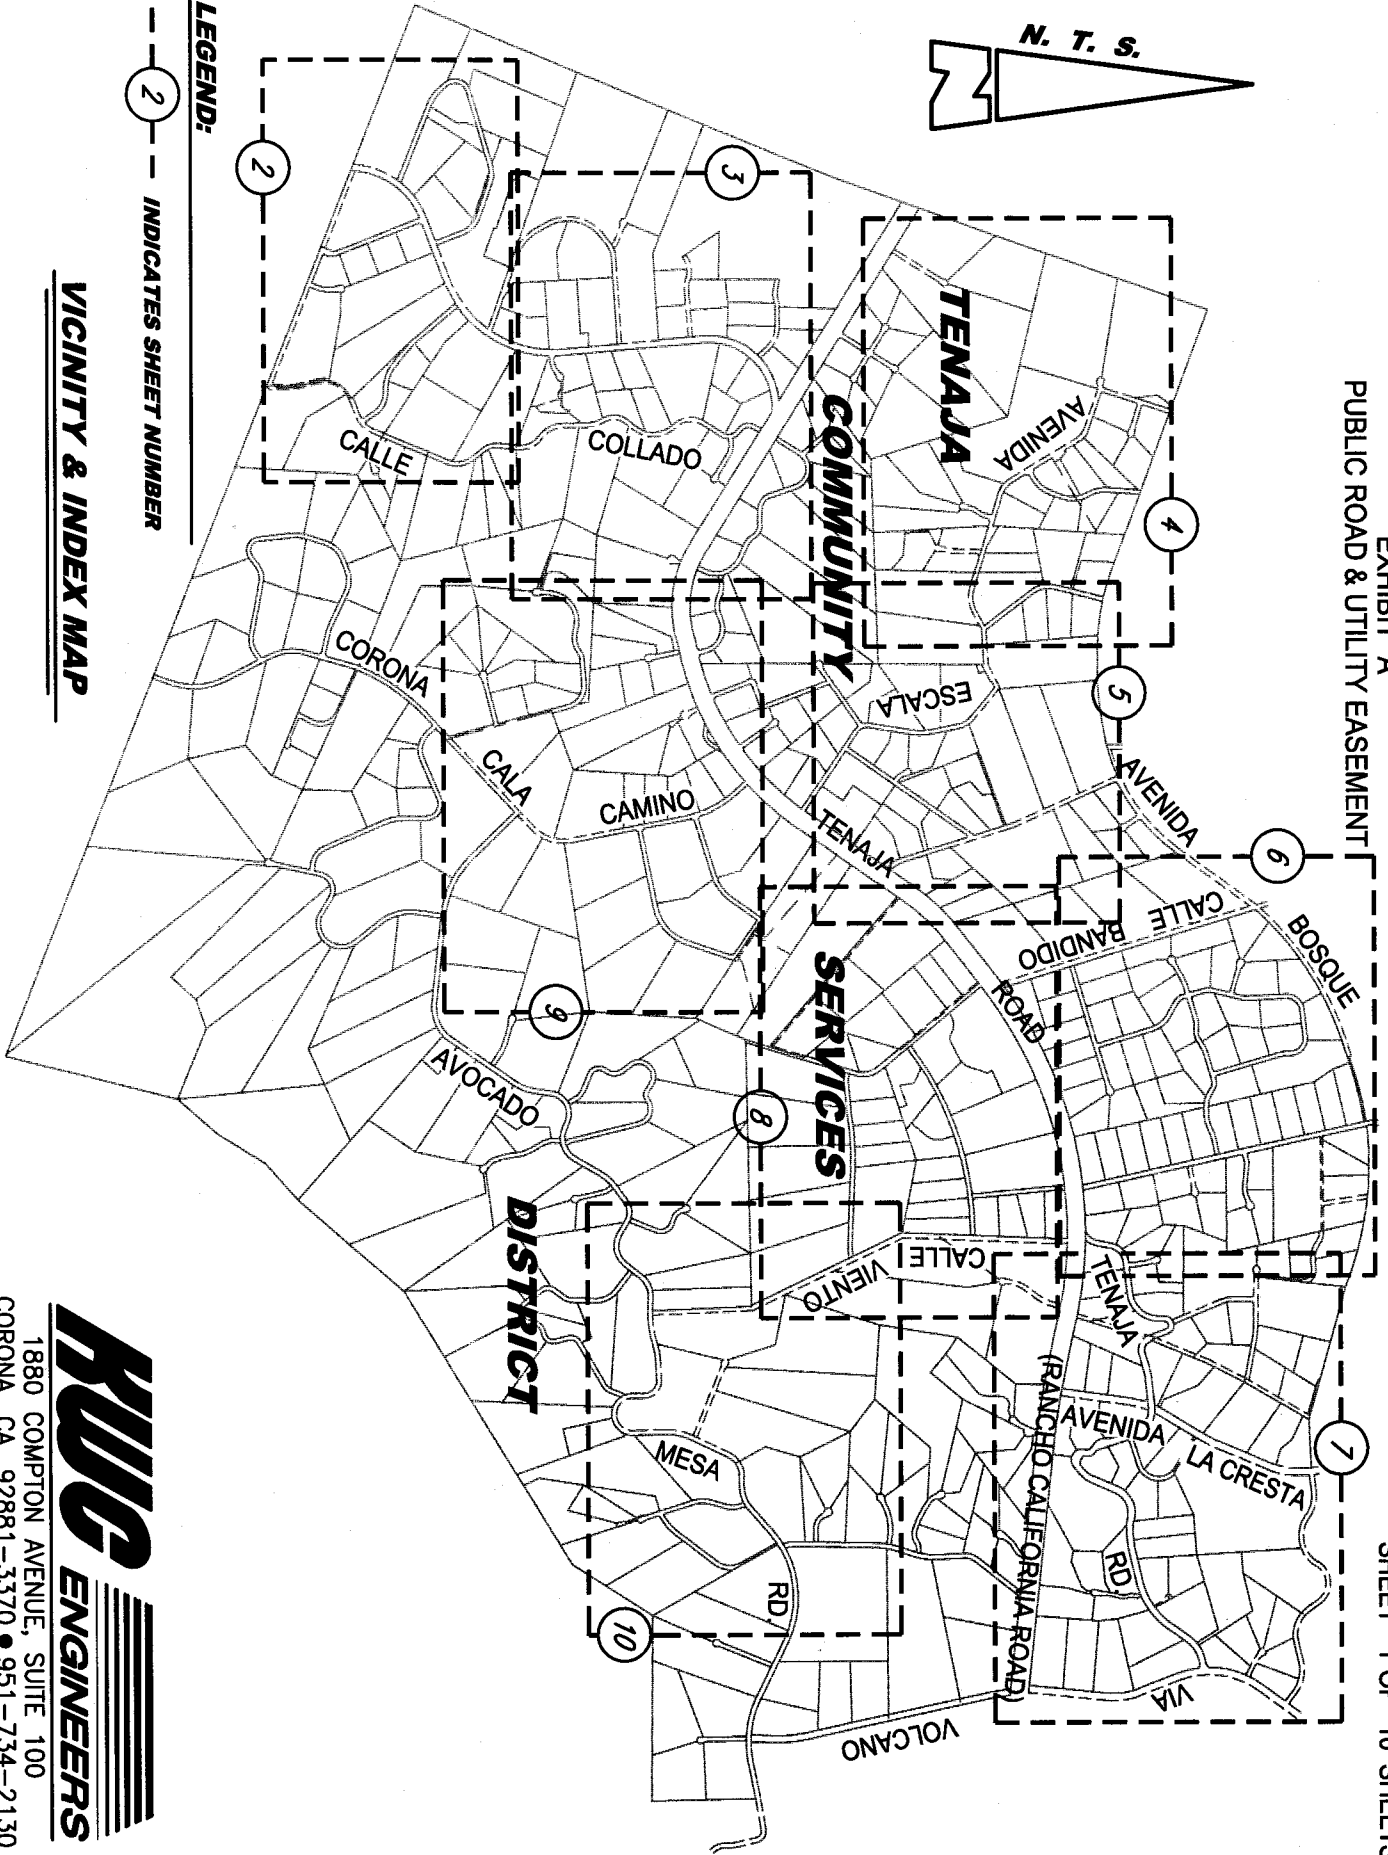 EXHIBIT A
PUBLIC ROAD & UTILITY EASEMENT
SHEET 1 OF 10 SHEETS
N. T. S.
N
TENAJA
COMMUNITY
SERVICES
DISTRICT
2
3
4
5
6
7
8
9
10
AVENIDA
ESCALA
AVENIDA
BOSQUE
CALLE
BANDIDO
TENAJA
ROAD
TENAJA
(RANCHO CALIFORNIA ROAD)
AVENIDA
LA CRESTA
RD.
VIA
VOLCANO
CALLE
VIENTO
MESA
RD.
AVOCADO
CAMINO
CALA
CORONA
COLLADO
CALLE
LEGEND:
2 INDICATES SHEET NUMBER
VICINITY & INDEX MAP
KWC ENGINEERS
1880 COMPTON AVENUE, SUITE 100
CORONA, CA 92881-3370 • 951-734-2130